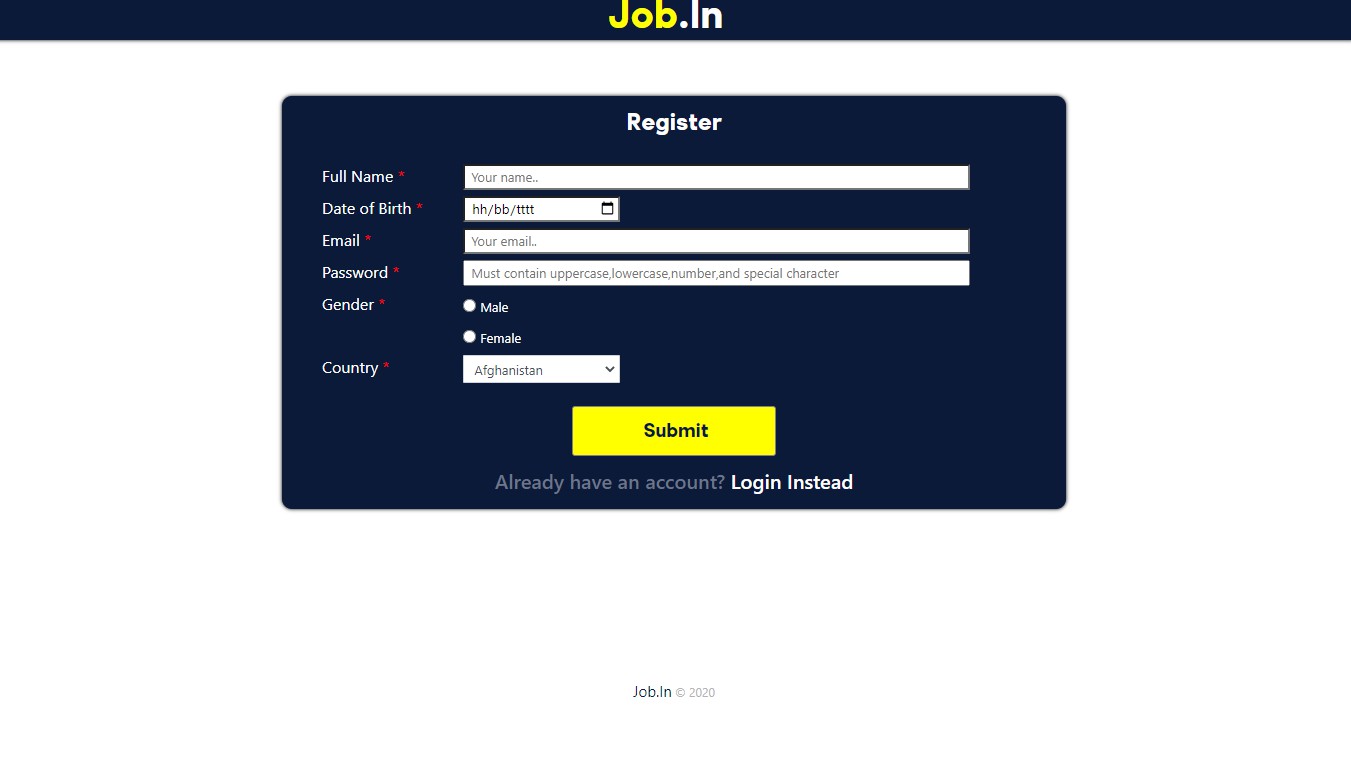 Job.In
Register
Full Name *
Your name..
Date of Birth *
hh/bb/tttt
Email *
Your email..
Password *
Must contain uppercase,lowercase,number,and special character
Gender *
Male
Female
Country *
Afghanistan
Submit
Already have an account? Login Instead
Job.In © 2020